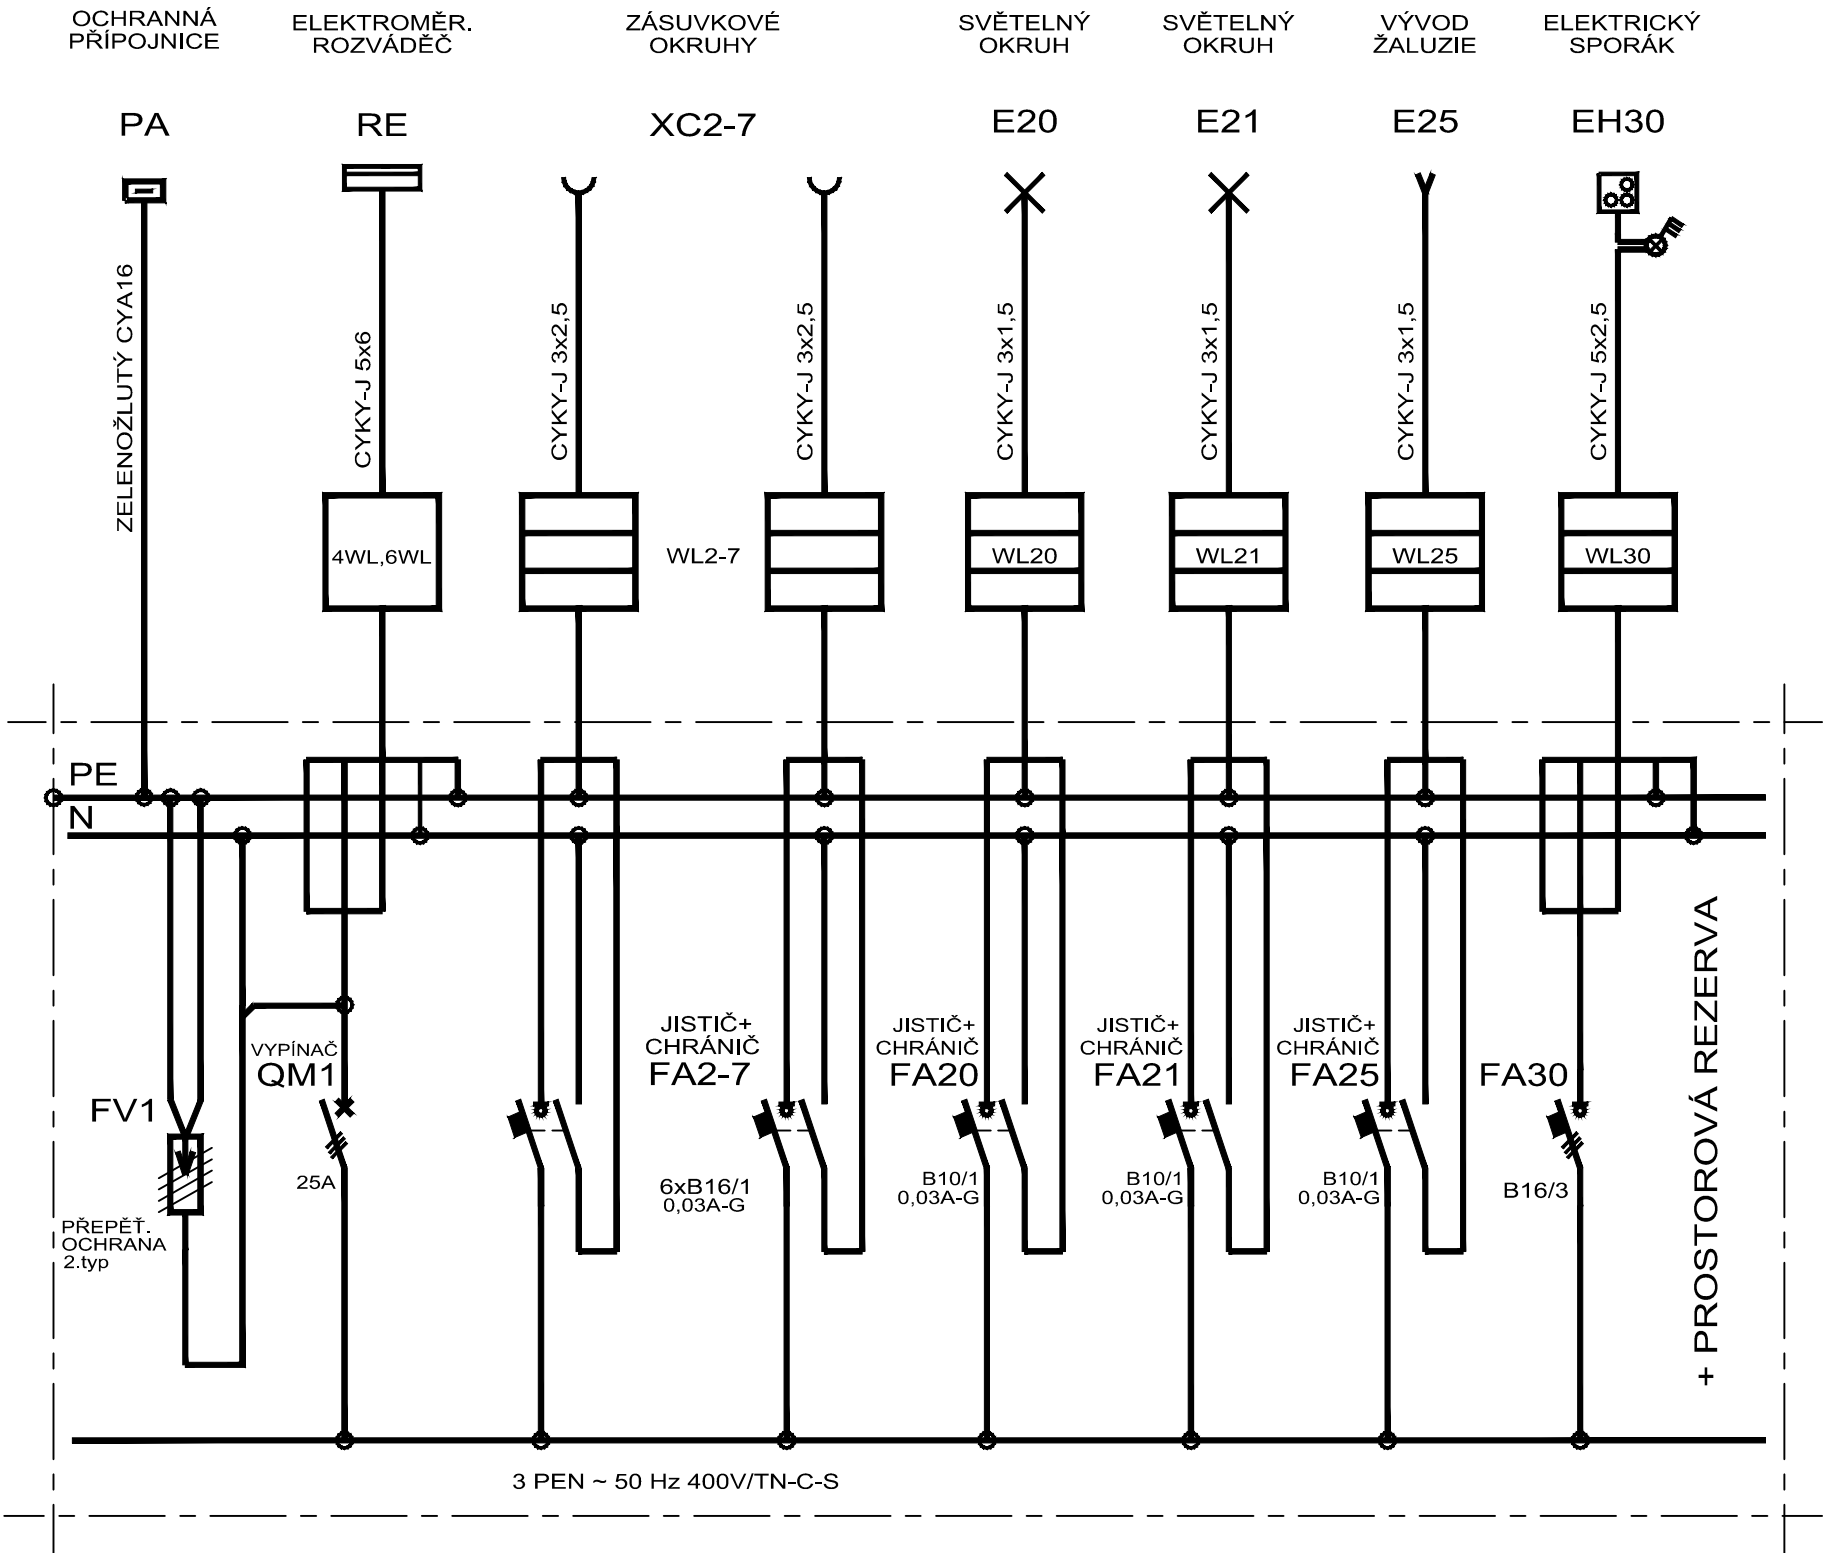 OCHRANNÁ
PŘÍPOJNICE
ELEKTROMĚR.
ROZVÁDĚČ
ZÁSUVKOVÉ
OKRUHY
SVĚTELNÝ
OKRUH
SVĚTELNÝ
OKRUH
VÝVOD
ŽALUZIE
ELEKTRICKÝ
SPORÁK
PA
RE
XC2-7
E20
E21
E25
EH30
ZELENOŽLUTÝ CYA16
CYKY-J 5x6
CYKY-J 3x2,5
CYKY-J 3x2,5
CYKY-J 3x1,5
CYKY-J 3x1,5
CYKY-J 3x1,5
CYKY-J 5x2,5
4WL,6WL
WL2-7
WL20
WL21
WL25
WL30
PE
N
VYPÍNAČ
QM1
25A
FV1
PŘEPĚŤ.
OCHRANA
2.typ
JISTIČ+
CHRÁNIČ
FA2-7
6xB16/1
0,03A-G
JISTIČ+
CHRÁNIČ
FA20
B10/1
0,03A-G
JISTIČ+
CHRÁNIČ
FA21
B10/1
0,03A-G
JISTIČ+
CHRÁNIČ
FA25
B10/1
0,03A-G
FA30
B16/3
+ PROSTOROVÁ REZERVA
3 PEN ~ 50 Hz 400V/TN-C-S